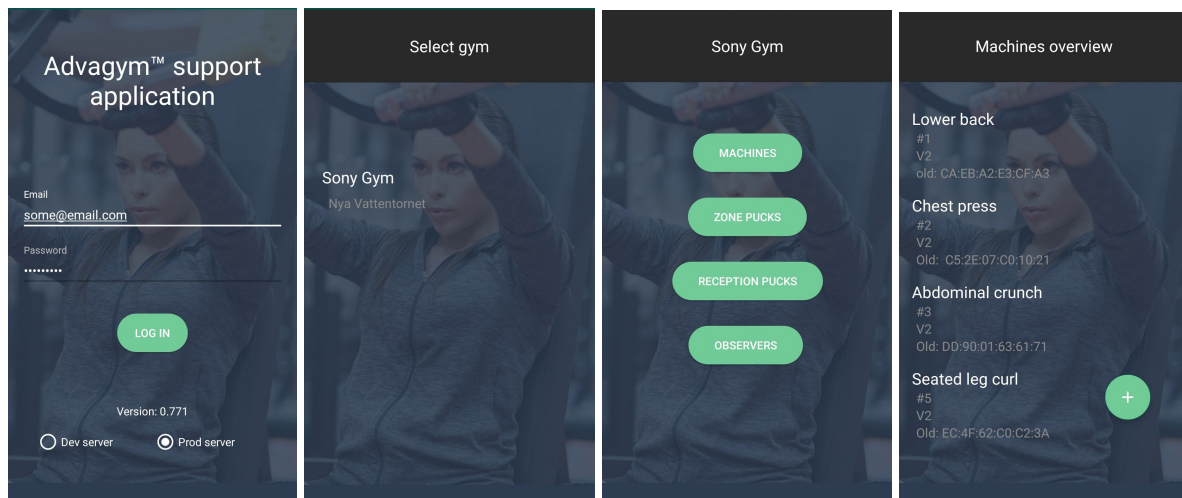 Advagym™ support
application
Email
some@email.com
Password
•••••••••
LOG IN
Version: 0.771
Dev server
Prod server
Select gym
Sony Gym
Nya Vattentornet
Sony Gym
MACHINES
ZONE PUCKS
RECEPTION PUCKS
OBSERVERS
Machines overview
Lower back
#1
V2
old: CA:EB:A2:E3:CF:A3
Chest press
#2
V2
Old: C5:2E:07:C0:10:21
Abdominal crunch
#3
V2
Old: DD:90:01:63:61:71
Seated leg curl
#5
V2
Old: EC:4F:62:C0:C2:3A
+